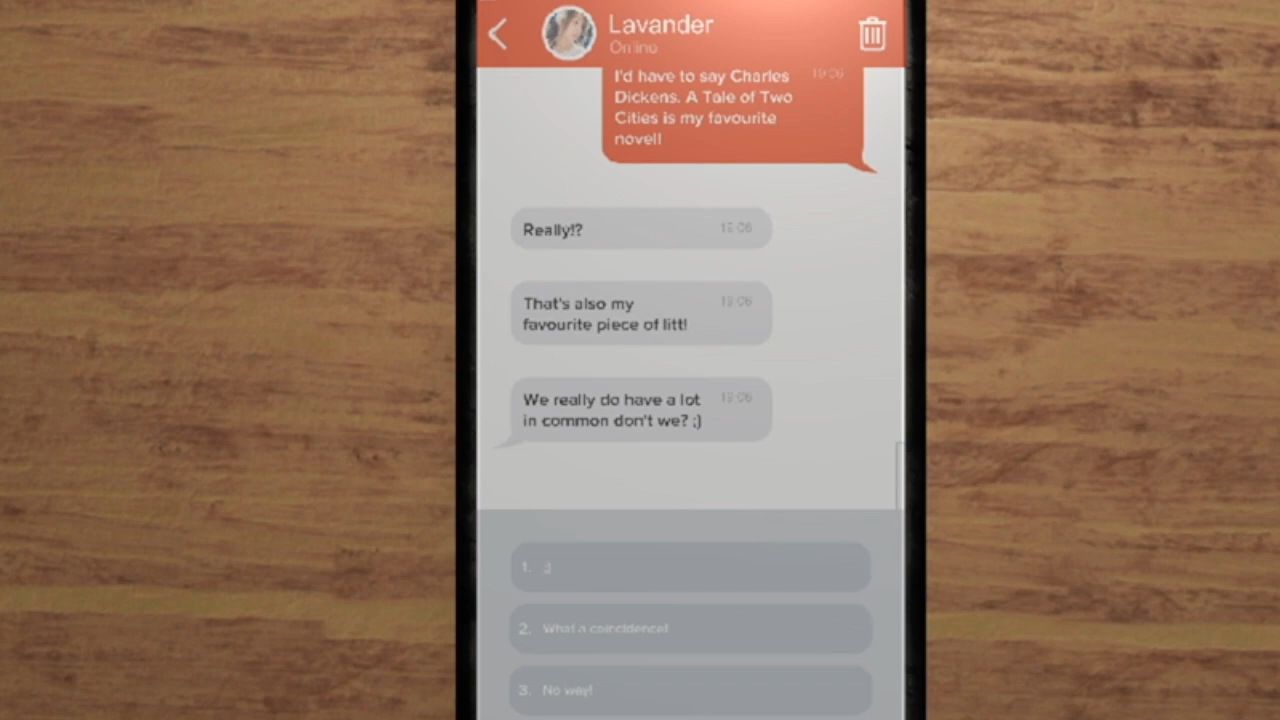 Lavander
Online
I'd have to say Charles
Dickens. A Tale of Two
Cities is my favourite
novel!
19:06
Really!?
19:06
That's also my
favourite piece of litt!
19:06
We really do have a lot
in common don't we? ;)
19:06
1. ;)
2. What a coincidence!
3. No way!